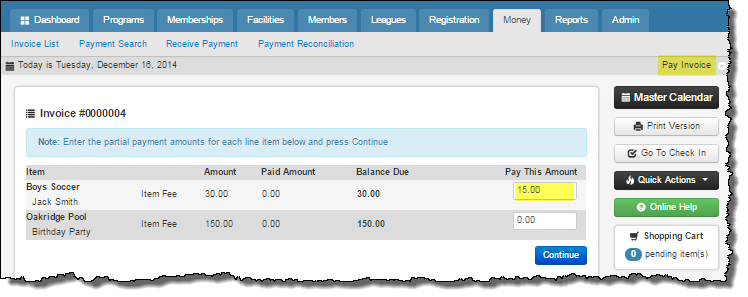 Dashboard Programs Memberships Facilities Members Leagues Registration Money Reports Admin
Invoice List Payment Search Receive Payment Payment Reconciliation
Today is Tuesday, December 16, 2014 Pay Invoice
Invoice #0000004
Note: Enter the partial payment amounts for each line item below and press Continue
Item Amount Paid Amount Balance Due Pay This Amount
Boys Soccer Item Fee 30.00 0.00 30.00 15.00
Jack Smith
Oakridge Pool Item Fee 150.00 0.00 150.00 0.00
Birthday Party
Continue
Master Calendar
Print Version
Go To Check In
Quick Actions
Online Help
Shopping Cart
0 pending item(s)